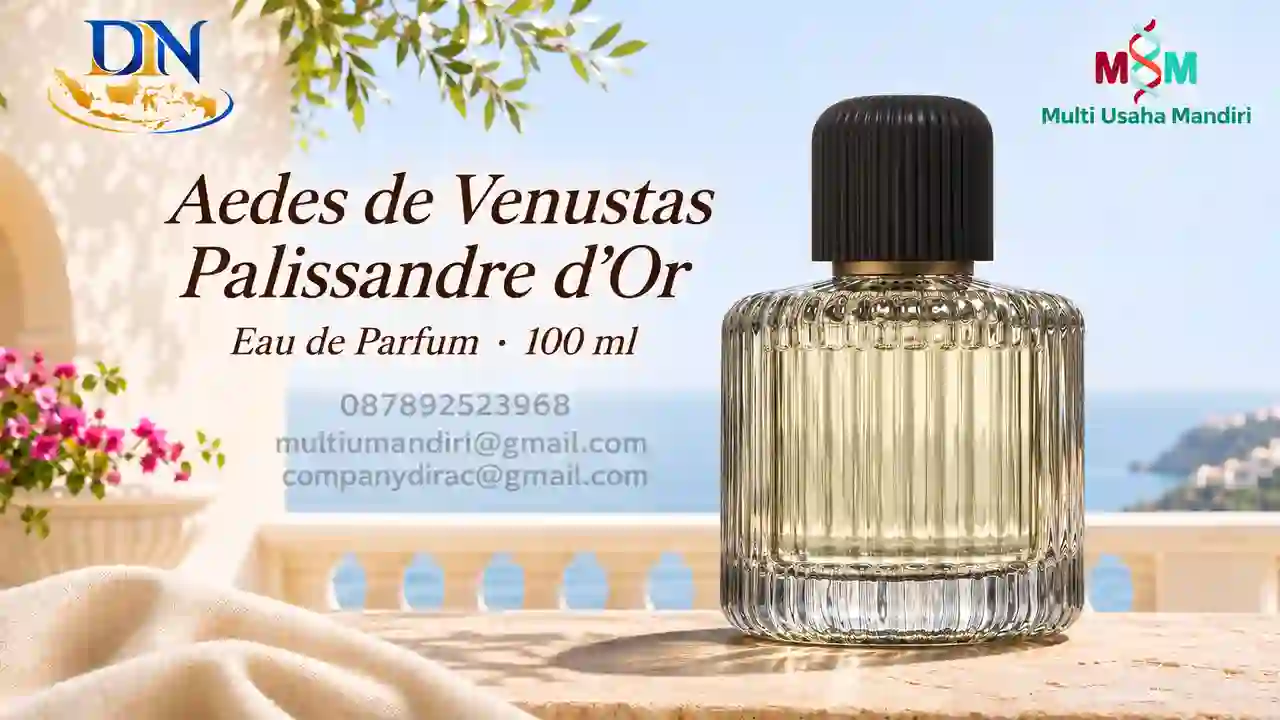 DN
MSM
Multi Usaha Mandiri
Aedes de Venustas
Palissandre d'Or
Eau de Parfum · 100 ml
087892523968
multiumandiri@gmail.com
companydirac@gmail.com